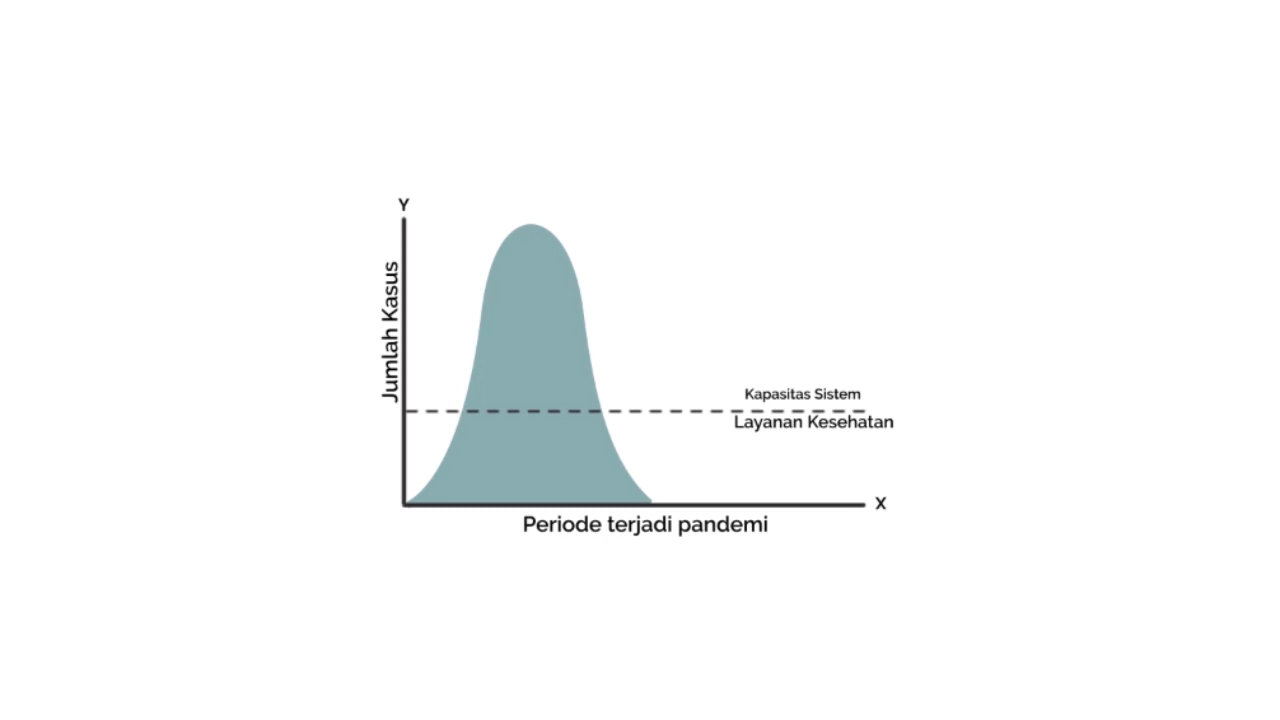 Y
Jumlah Kasus
Kapasitas Sistem
Layanan Kesehatan
X
Periode terjadi pandemi